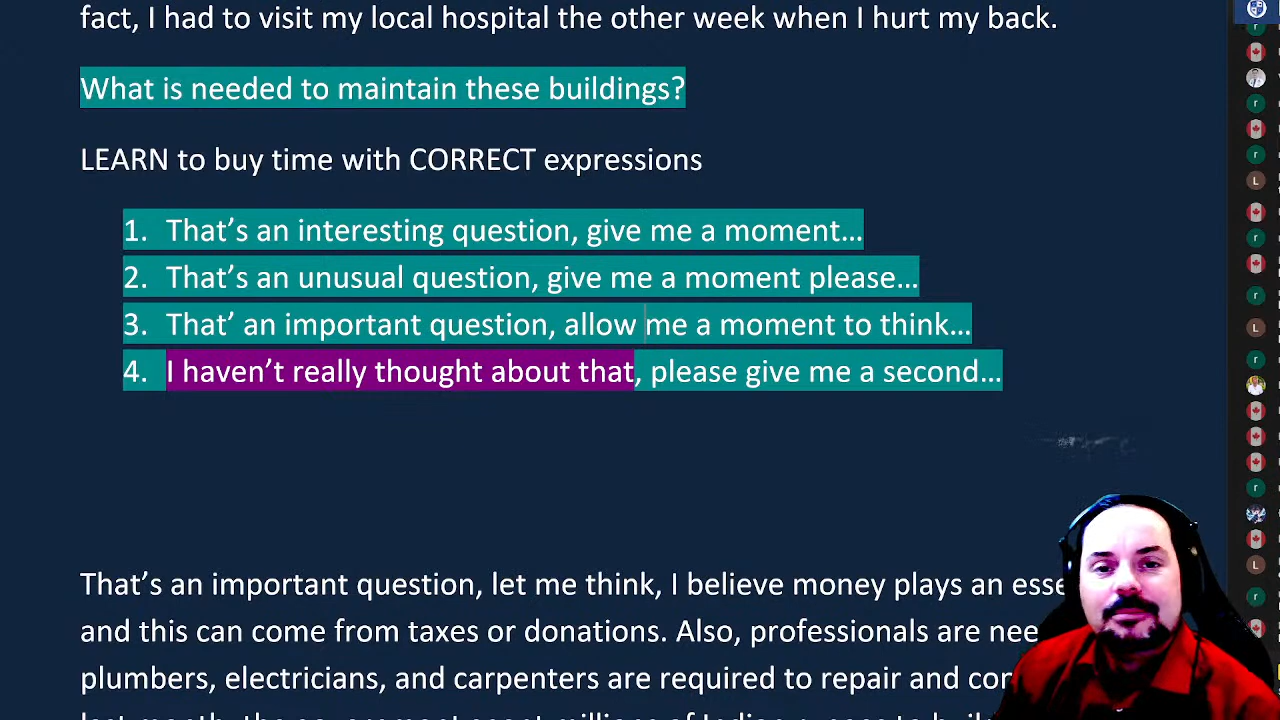 fact, I had to visit my local hospital the other week when I hurt my back.
What is needed to maintain these buildings?
LEARN to buy time with CORRECT expressions
1. That’s an interesting question, give me a moment…
2. That’s an unusual question, give me a moment please…
3. That’ an important question, allow me a moment to think…
4. I haven’t really thought about that, please give me a second…
That’s an important question, let me think, I believe money plays an
and this can come from taxes or donations. Also, professionals are
plumbers, electricians, and carpenters are required to repair and